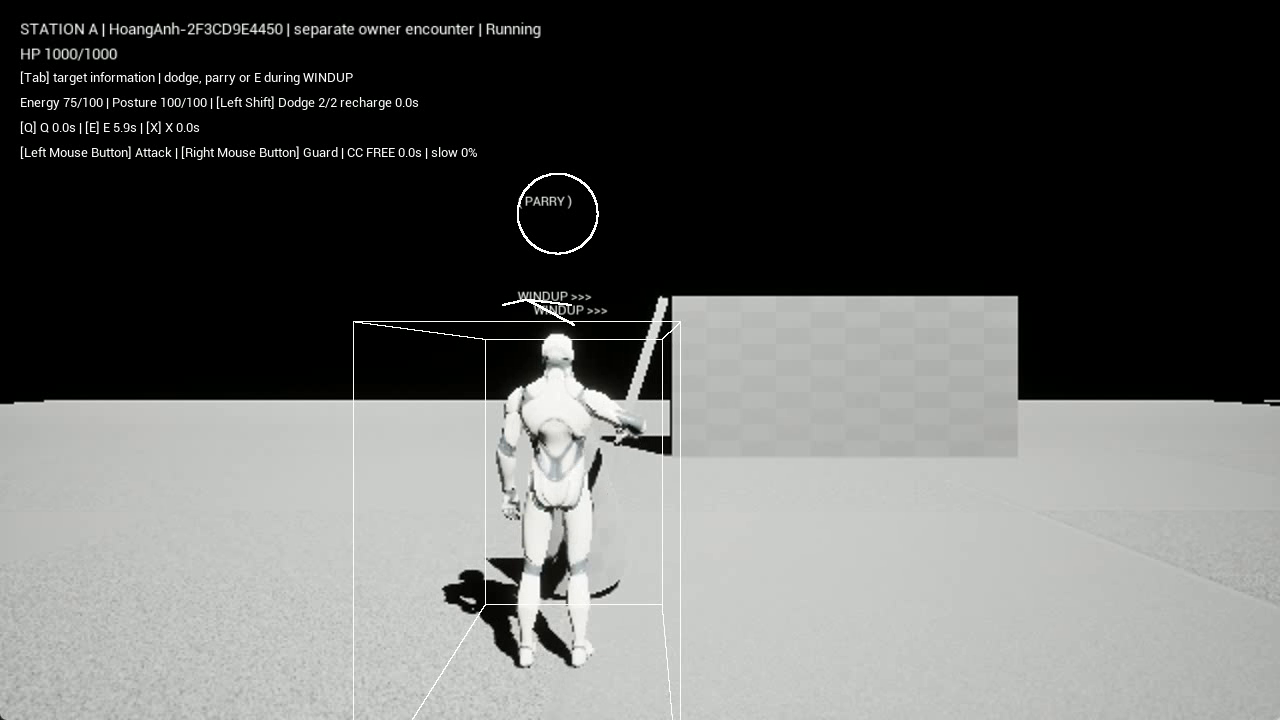 STATION A | HoangAnh-2F3CD9E4450 | separate owner encounter | Running
HP 1000/1000
[Tab] target information | dodge, parry or E during WINDUP
Energy 75/100 | Posture 100/100 | [Left Shift] Dodge 2/2 recharge 0.0s
[Q] Q 0.0s | [E] E 5.9s | [X] X 0.0s
[Left Mouse Button] Attack | [Right Mouse Button] Guard | CC FREE 0.0s | slow 0%
( PARRY )
WINDUP >>>
WINDUP >>>